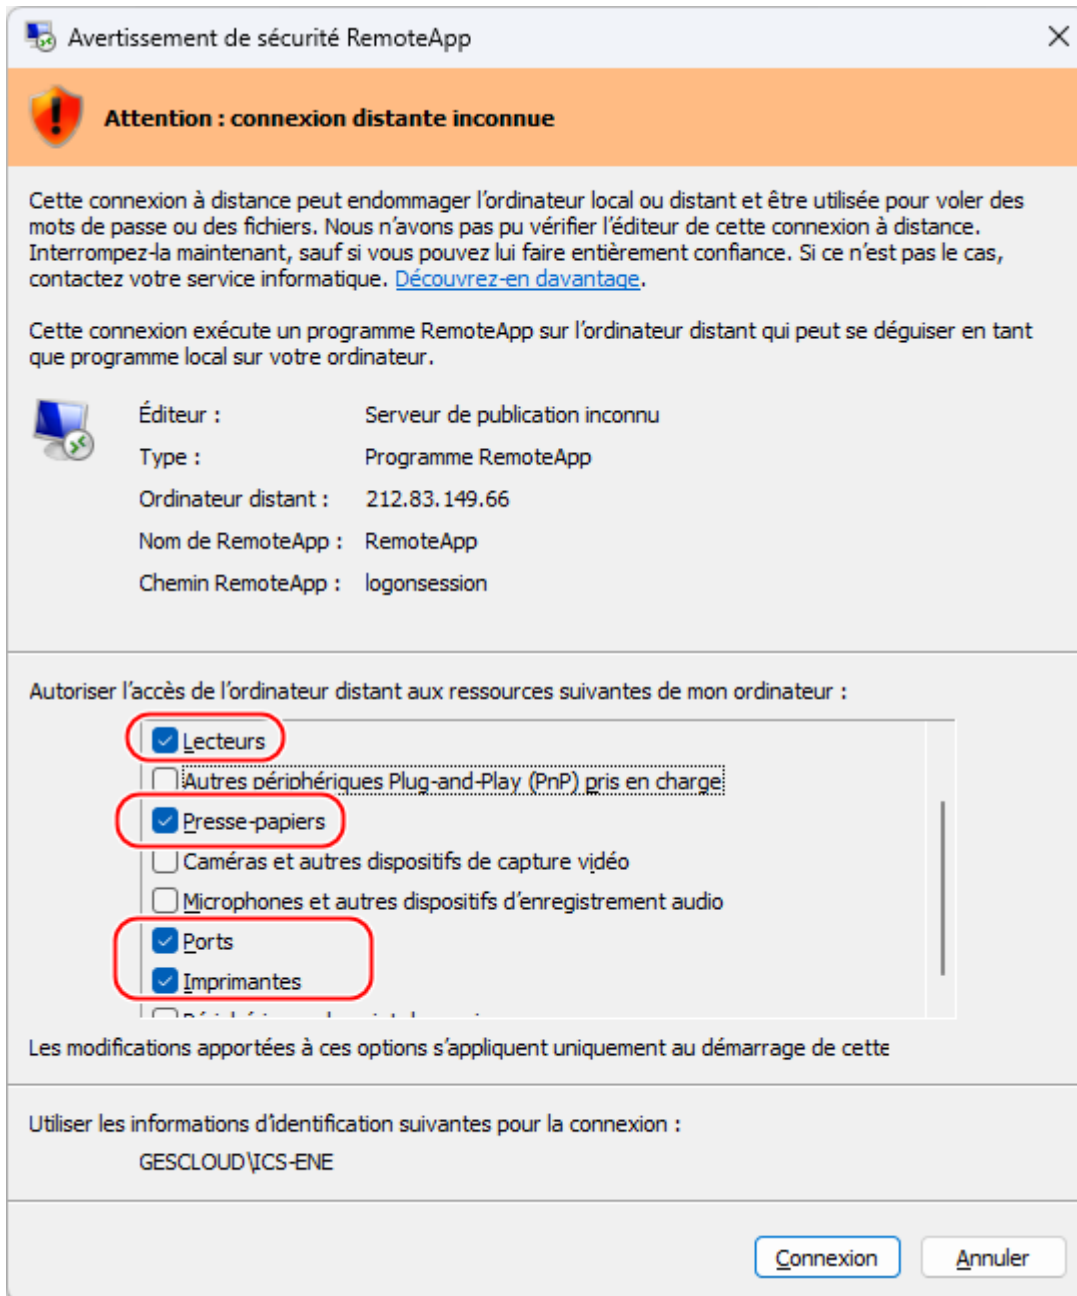 Avertissement de sécurité RemoteApp
Attention : connexion distante inconnue
Cette connexion à distance peut endommager l’ordinateur local ou distant et être utilisée pour voler des
mots de passe ou des fichiers. Nous n’avons pas pu vérifier l’éditeur de cette connexion à distance.
Interrompez-la maintenant, sauf si vous pouvez lui faire entièrement confiance. Si ce n’est pas le cas,
contactez votre service informatique. Découvrez-en davantage.
Cette connexion exécute un programme RemoteApp sur l’ordinateur distant qui peut se déguiser en tant
que programme local sur votre ordinateur.
Éditeur : Serveur de publication inconnu
Type : Programme RemoteApp
Ordinateur distant : 212.83.149.66
Nom de RemoteApp : RemoteApp
Chemin RemoteApp : logonsession
Autoriser l’accès de l’ordinateur distant aux ressources suivantes de mon ordinateur :
Lecteurs
Autres périphériques Plug-and-Play (PnP) pris en charge
Presse-papiers
Caméras et autres dispositifs de capture vidéo
Microphones et autres dispositifs d’enregistrement audio
Ports
Imprimantes
Les modifications apportées à ces options s’appliquent uniquement au démarrage de cette
Utiliser les informations d’identification suivantes pour la connexion :
GESCLOUD\ICS-ENE
Connexion Annuler